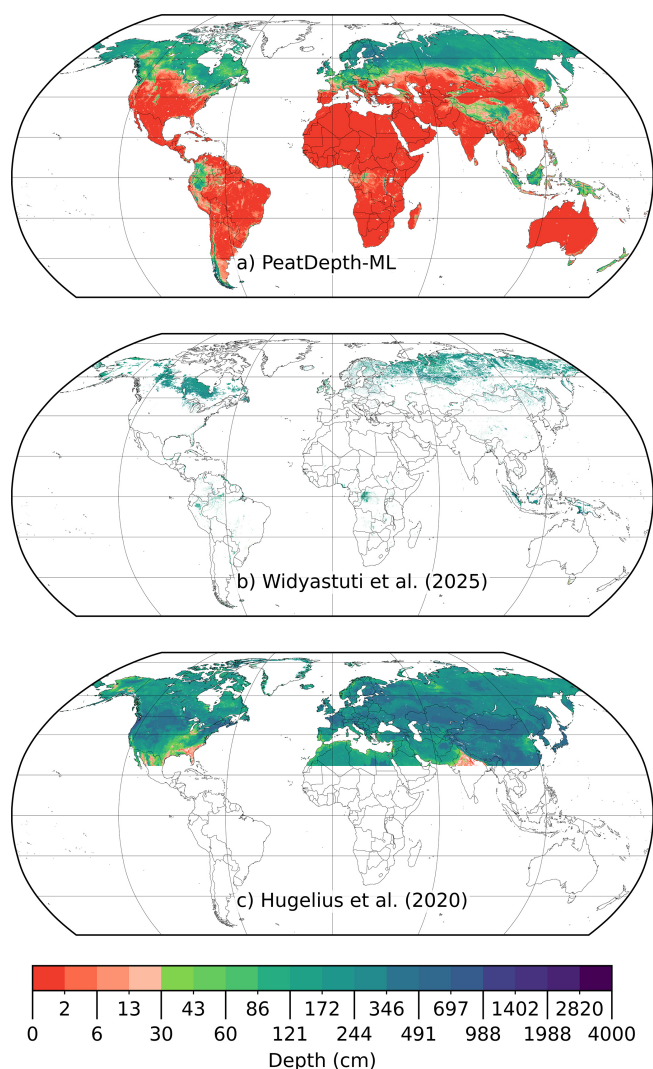 a) PeatDepth-ML
b) Widyastuti et al. (2025)
c) Hugelius et al. (2020)
2 13 43 86 172 346 697 1402 2820
0 6 30 60 121 244 491 988 1988 4000
Depth (cm)